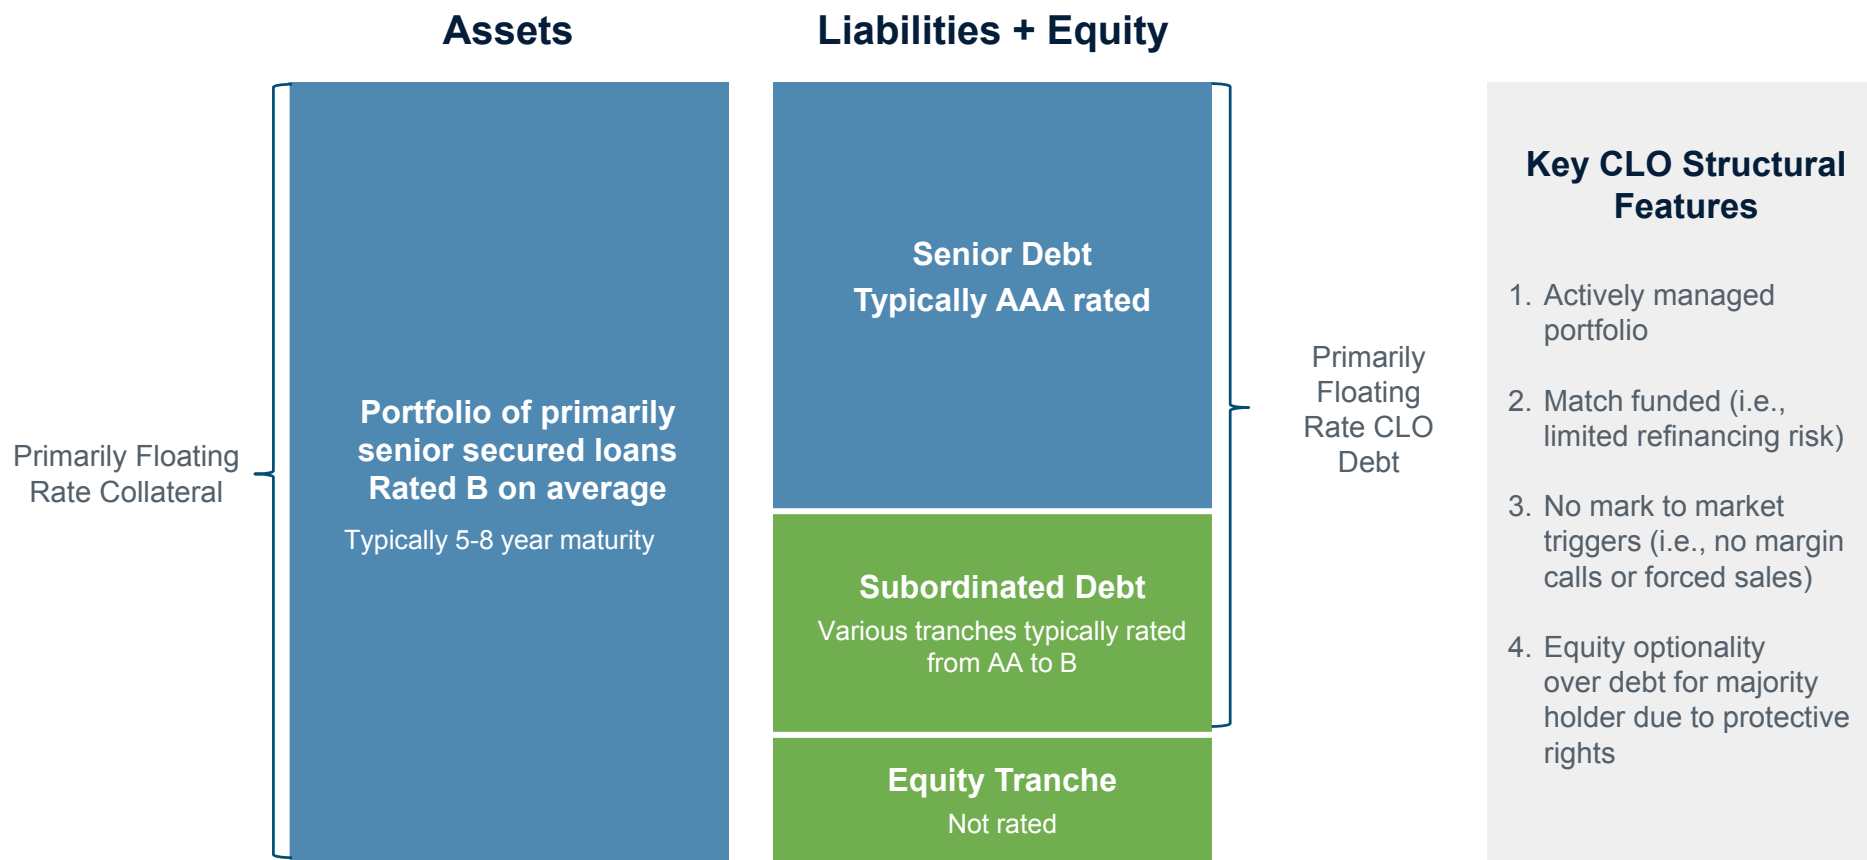 Assets
Liabilities + Equity
Primarily Floating
Rate Collateral
Portfolio of primarily
senior secured loans
Rated B on average
Typically 5-8 year maturity
Senior Debt
Typically AAA rated
Subordinated Debt
Various tranches typically rated
from AA to B
Equity Tranche
Not rated
Primarily
Floating
Rate CLO
Debt
Key CLO Structural
Features
1. Actively managed
portfolio
2. Match funded (i.e.,
limited refinancing risk)
3. No mark to market
triggers (i.e., no margin
calls or forced sales)
4. Equity optionality
over debt for majority
holder due to protective
rights